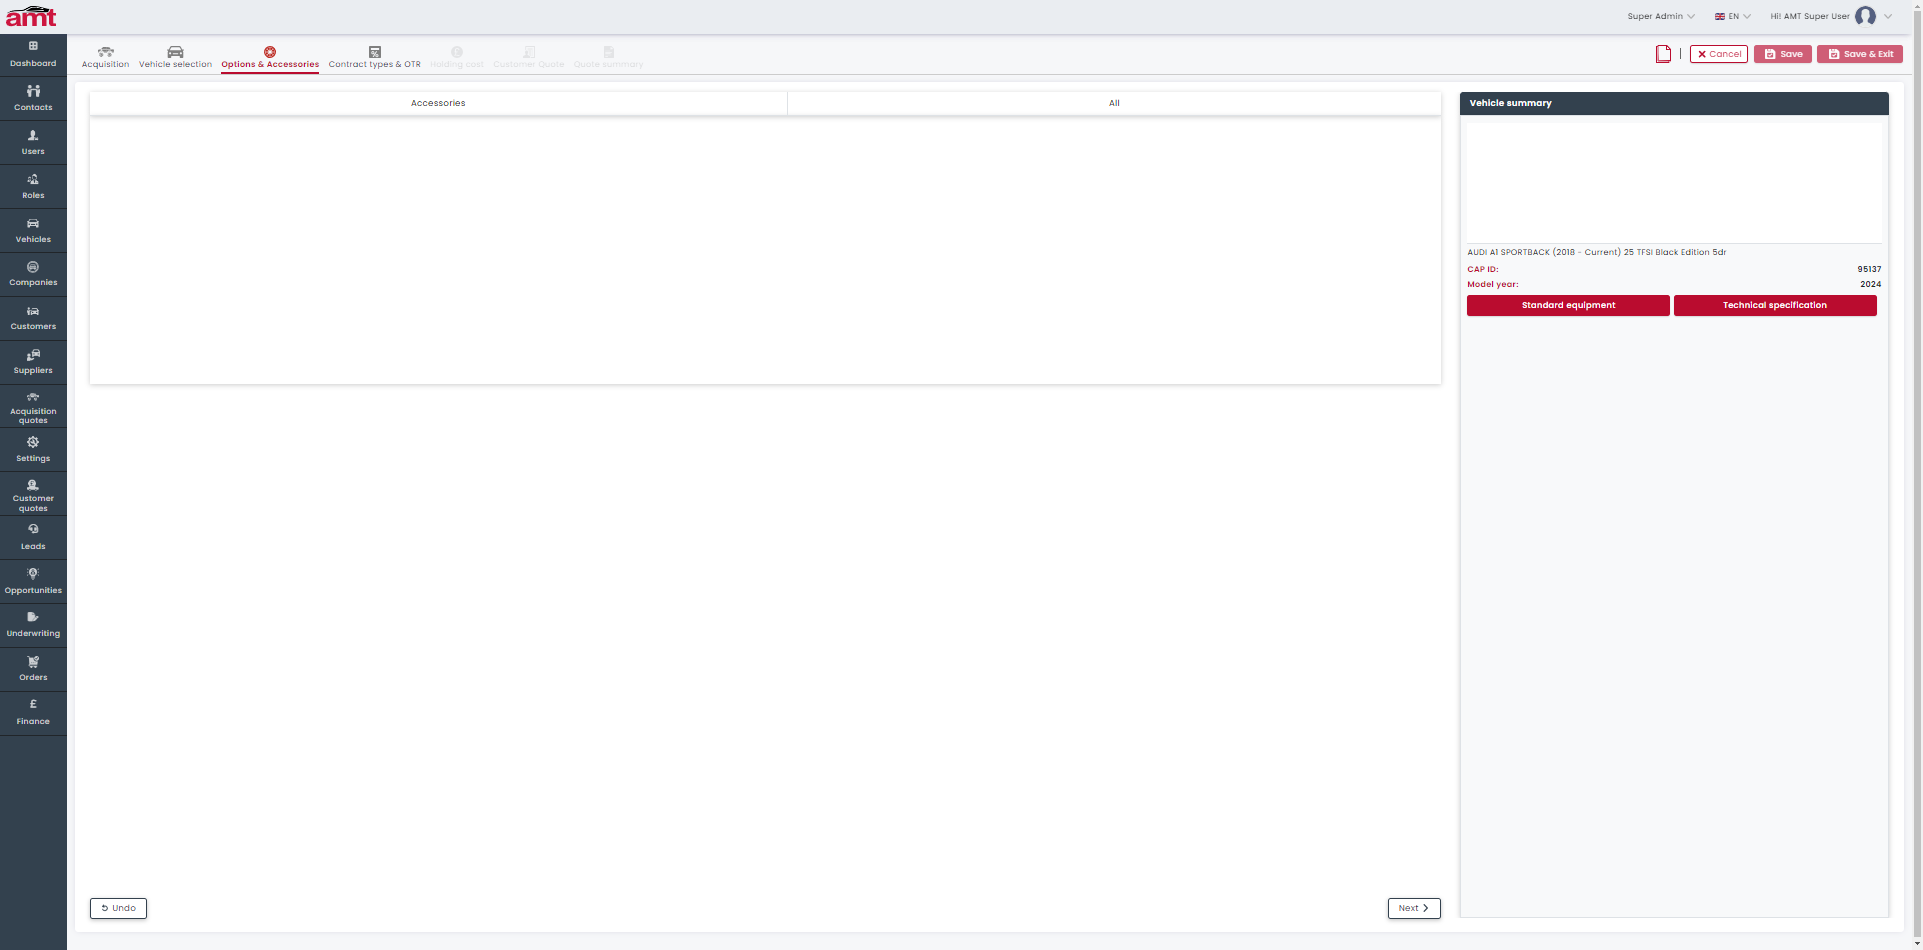 amt
Super Admin
EN
Hi! AMT Super User
Dashboard
Contacts
Users
Roles
Vehicles
Companies
Customers
Suppliers
Acquisition
quotes
Settings
Customer
quotes
Leads
Opportunities
Underwriting
Orders
Finance
Acquisition
Vehicle selection
Options & Accessories
Contract types & OTR
Holding cost
Customer Quote
Quote summary
Cancel
Save
Save & Exit
Accessories
All
Vehicle summary
AUDI A1 SPORTBACK (2018 - Current) 25 TFSI Black Edition 5dr
CAP ID: 95137
Model year: 2024
Standard equipment
Technical specification
Undo
Next